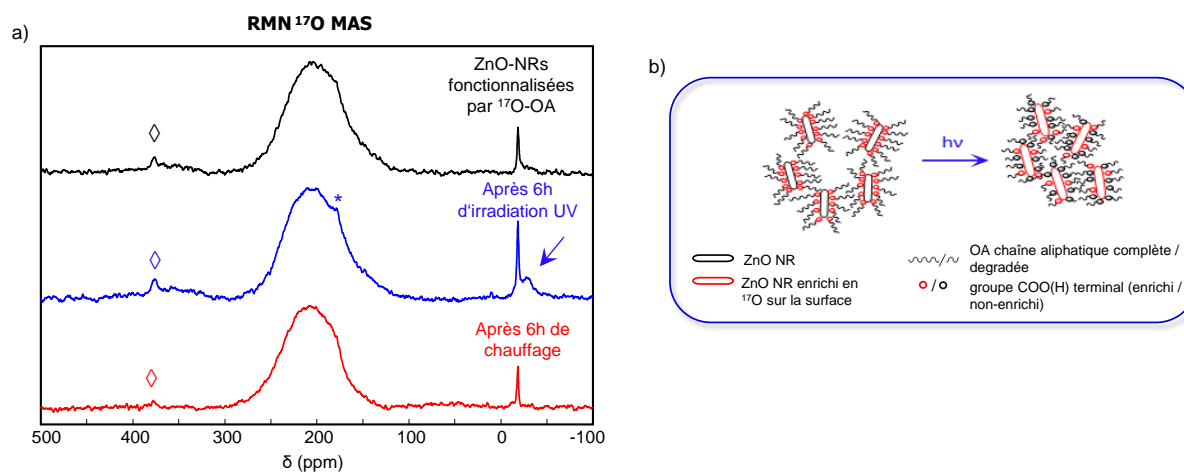 RMN ¹⁷O MAS
a)
ZnO-NRs
fonctionnalisées
par ¹⁷O-OA
Après 6h
d'irradiation UV
*
Après 6h de
chauffage
500 400 300 200 100 0 -100
δ (ppm)
b)
hν
ZnO NR
ZnO NR enrichi en
¹⁷O sur la surface
OA chaîne aliphatique complète /
degradée
/ groupe COO(H) terminal (enrichi /
non-enrichi)